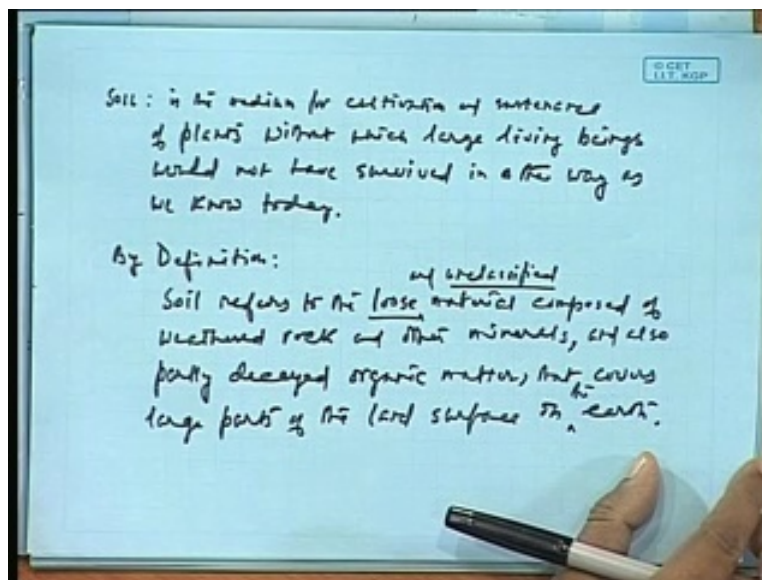 © CET
I.I.T. KGP
Soil: is the medium for cultivation and sustenance
of plants without which large living beings
would not have survived in the way as
we know today.
By Definition:
and unclassified
Soil refers to the loose material composed of
weathered rock and other minerals, and also
partly decayed organic matter, that covers
large parts of the land surface on the earth.